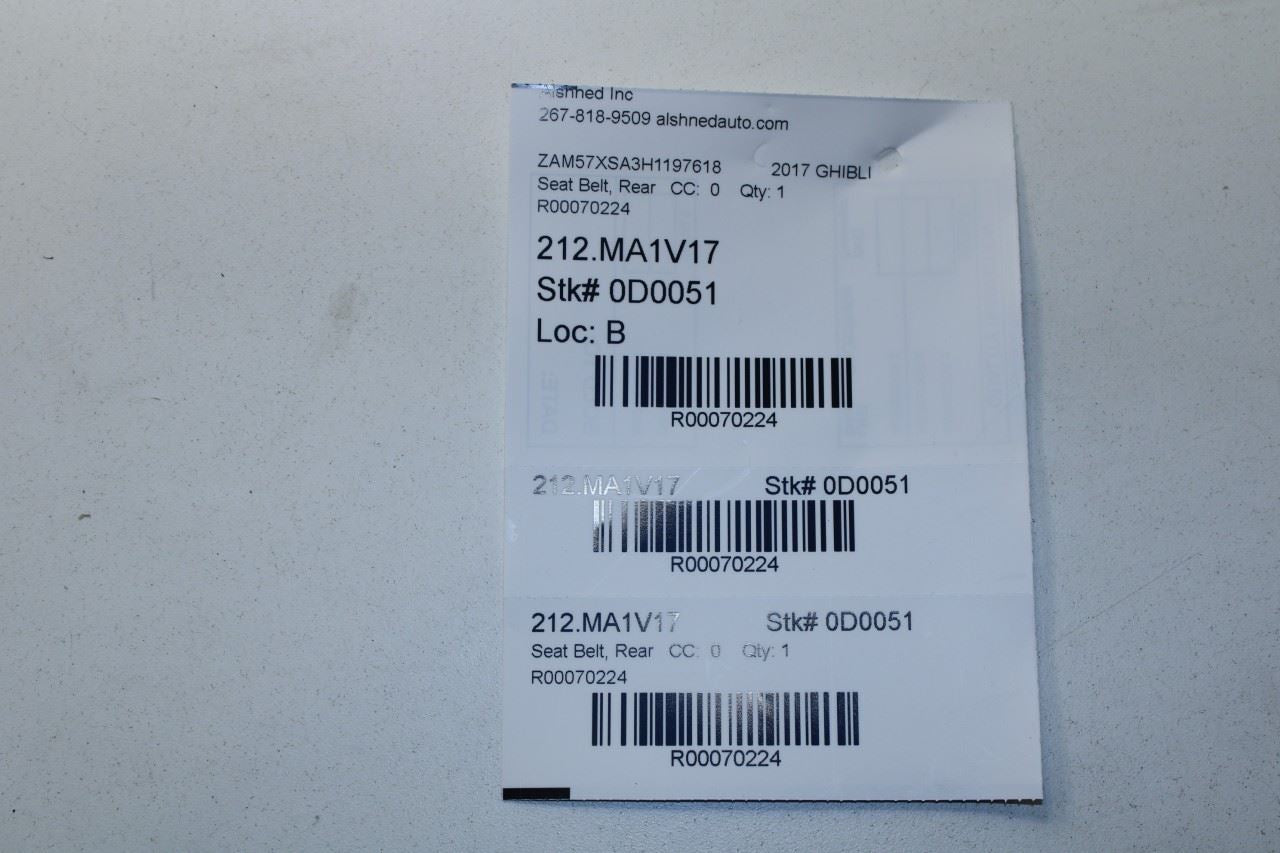 Alshned Inc
267-818-9509 alshnedauto.com
ZAM57XSA3H1197618 2017 GHIBLI
Seat Belt, Rear CC: 0 Qty: 1
R00070224
212.MA1V17
Stk# 0D0051
Loc: B
R00070224
212.MA1V17 Stk# 0D0051
R00070224
212.MA1V17 Stk# 0D0051
Seat Belt, Rear CC: 0 Qty: 1
R00070224
R00070224